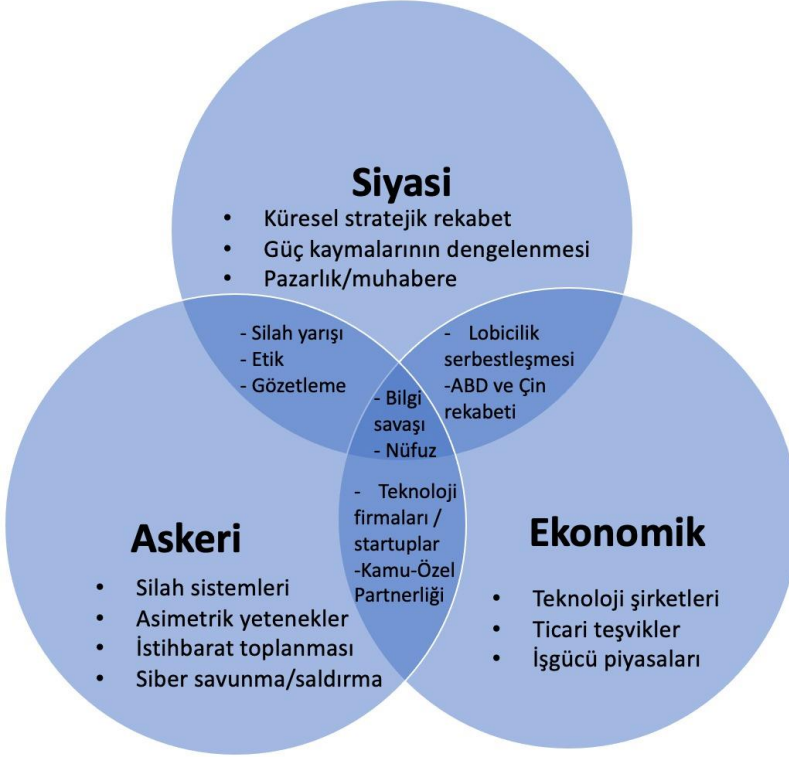 Siyasi
• Küresel stratejik rekabet
• Güç kaymalarının dengelenmesi
• Pazarlık/muhabere
- Silah yarışı
- Etik
- Gözetleme
- Lobicilik
serbestleşmesi
-ABD ve Çin
rekabeti
- Bilgi
savaşı
- Nüfuz
- Teknoloji
firmaları /
startuplar
-Kamu-Özel
Partnerliği
Askeri
• Silah sistemleri
• Asimetrik yetenekler
• İstihbarat toplanması
• Siber savunma/saldırma
Ekonomik
• Teknoloji şirketleri
• Ticari teşvikler
• İşgücü piyasaları